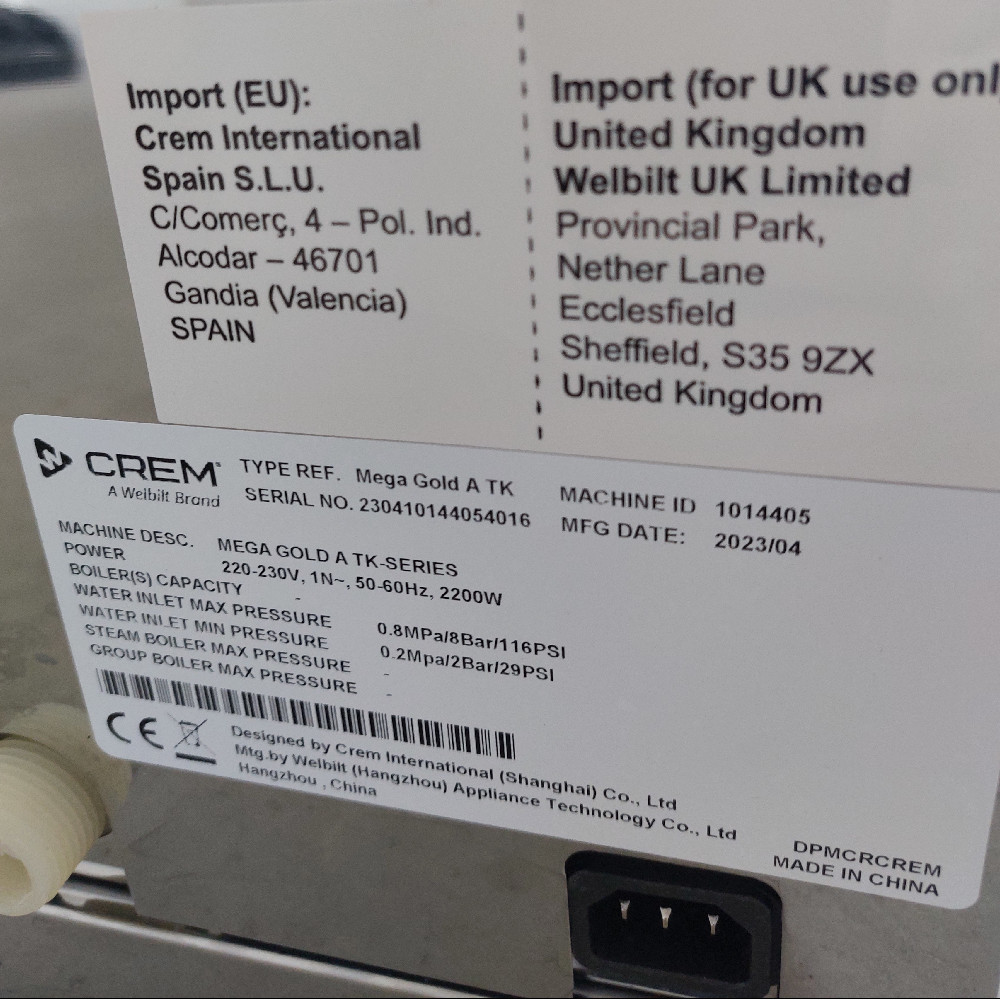 Import (EU):
Crem International
Spain S.L.U.
C/Comerç, 4 – Pol. Ind.
Alcodar – 46701
Gandia (Valencia)
SPAIN
Import (for UK use onl
United Kingdom
Welbilt UK Limited
Provincial Park,
Nether Lane
Ecclesfield
Sheffield, S35 9ZX
United Kingdom
CREM
A Welbilt Brand
TYPE REF. Mega Gold A TK
SERIAL NO. 230410144054016
MACHINE ID 1014405
MFG DATE: 2023/04
MACHINE DESC. MEGA GOLD A TK-SERIES
POWER 220-230V, 1N~, 50-60Hz, 2200W
BOILER(S) CAPACITY -
WATER INLET MAX PRESSURE 0.8MPa/8Bar/116PSI
WATER INLET MIN PRESSURE 0.2Mpa/2Bar/29PSI
STEAM BOILER MAX PRESSURE -
GROUP BOILER MAX PRESSURE -
CE
Designed by Crem International (Shanghai) Co., Ltd
Mtg.by Welbilt (Hangzhou) Appliance Technology Co., Ltd
Hangzhou , China
DPMCRCREM
MADE IN CHINA